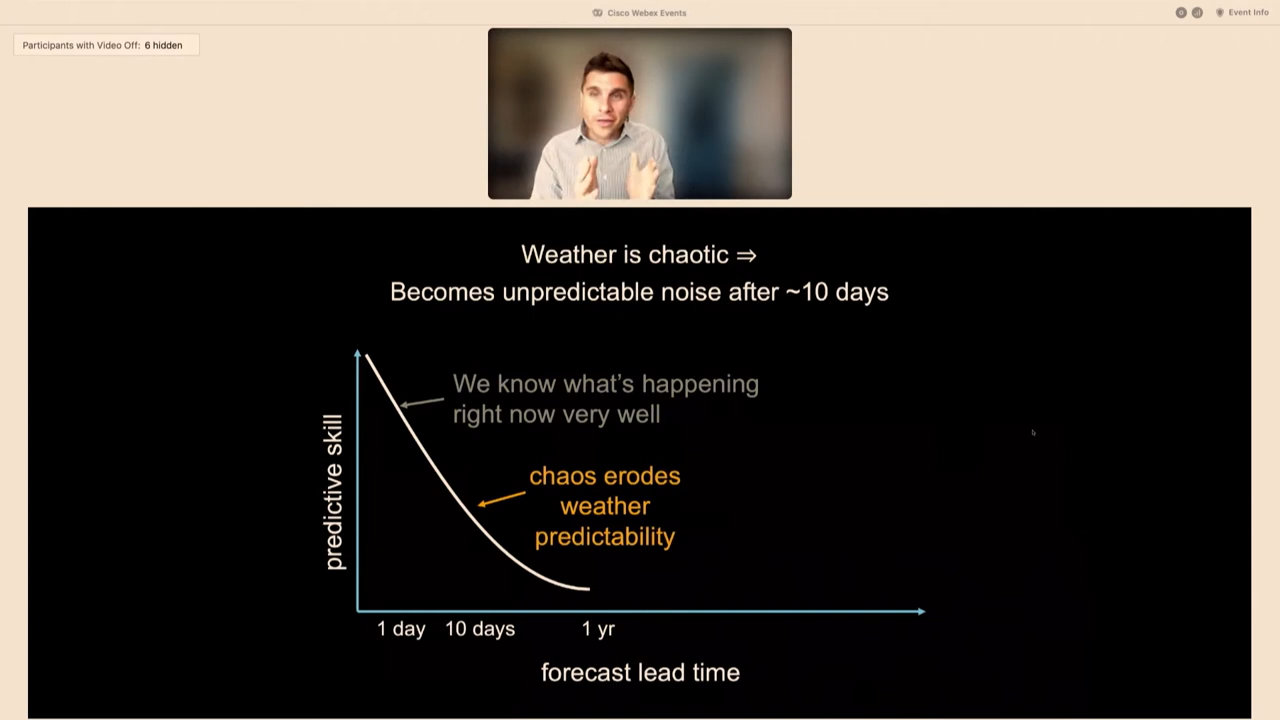 Cisco Webex Events
Event Info
Participants with Video Off: 6 hidden
Weather is chaotic ⇒
Becomes unpredictable noise after ~10 days
We know what's happening
right now very well
chaos erodes
weather
predictability
predictive skill
1 day 10 days 1 yr
forecast lead time